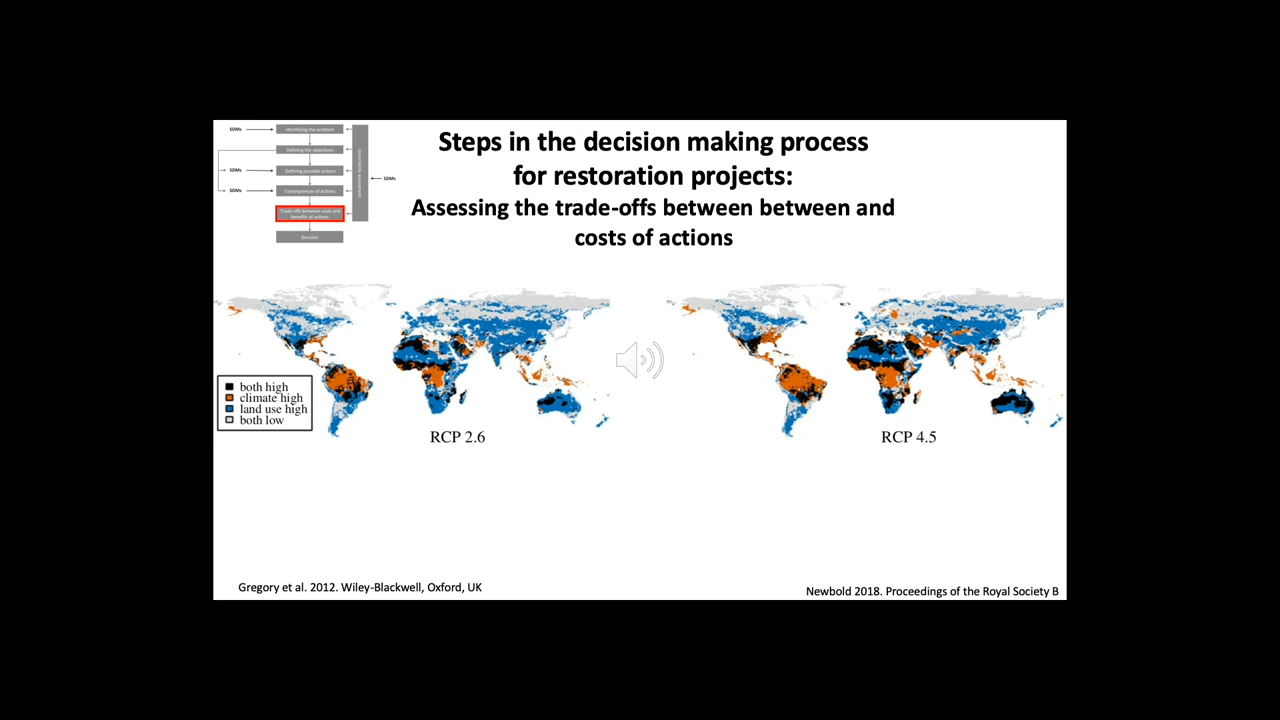 SDMs
Identifying the problem
Defining the objectives
SDMs
Defining possible actions
SDMs
Consequences of actions
Trade-offs between costs and
benefits of actions
Decision
Uncertainty assessment
SDMs
Steps in the decision making process
for restoration projects:
Assessing the trade-offs between between and
costs of actions
both high
climate high
land use high
both low
RCP 2.6
RCP 4.5
Gregory et al. 2012. Wiley-Blackwell, Oxford, UK
Newbold 2018. Proceedings of the Royal Society B